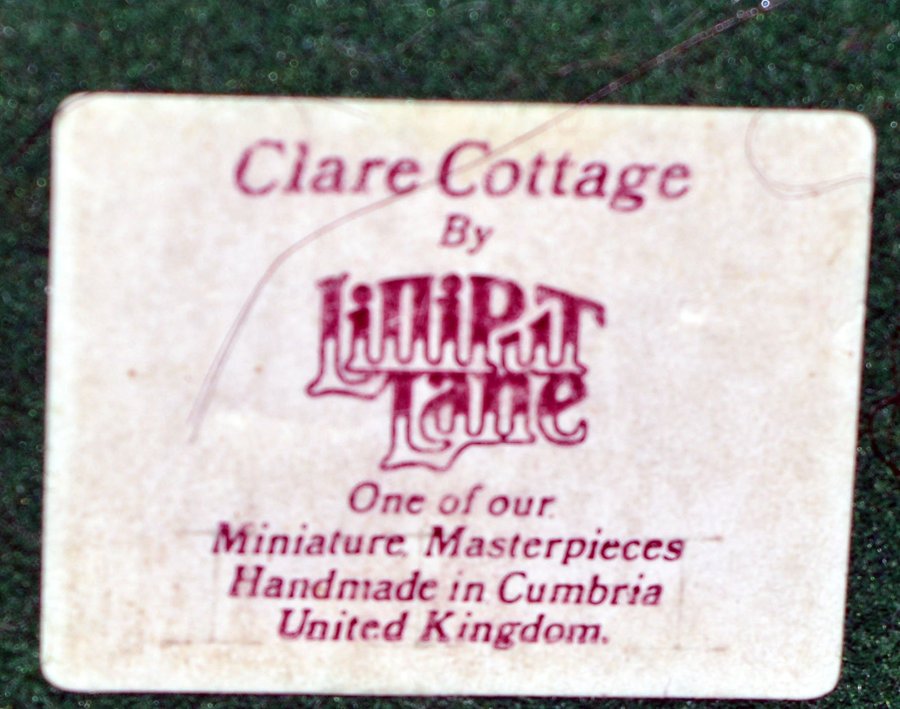 Clare Cottage
By
Lilliput
Lane
One of our
Miniature Masterpieces
Handmade in Cumbria
United Kingdom.